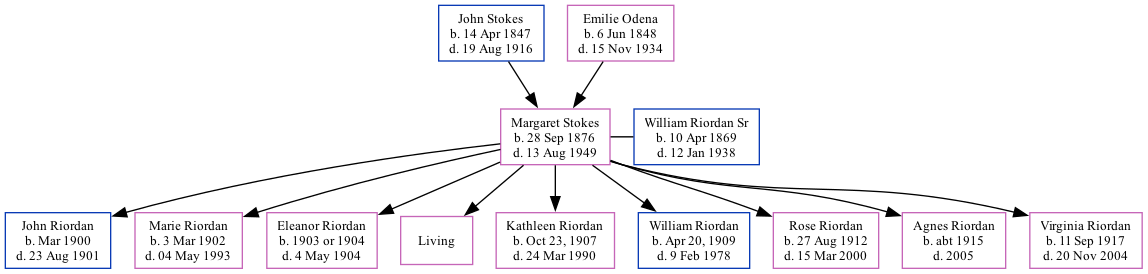 John Stokes
b. 14 Apr 1847
d. 19 Aug 1916
Emilie Odena
b. 6 Jun 1848
d. 15 Nov 1934
Margaret Stokes
b. 28 Sep 1876
d. 13 Aug 1949
William Riordan Sr
b. 10 Apr 1869
d. 12 Jan 1938
John Riordan
b. Mar 1900
d. 23 Aug 1901
Marie Riordan
b. 3 Mar 1902
d. 04 May 1993
Eleanor Riordan
b. 1903 or 1904
d. 4 May 1904
Living
Kathleen Riordan
b. Oct 23, 1907
d. 24 Mar 1990
William Riordan
b. Apr 20, 1909
d. 9 Feb 1978
Rose Riordan
b. 27 Aug 1912
d. 15 Mar 2000
Agnes Riordan
b. abt 1915
d. 2005
Virginia Riordan
b. 11 Sep 1917
d. 20 Nov 2004